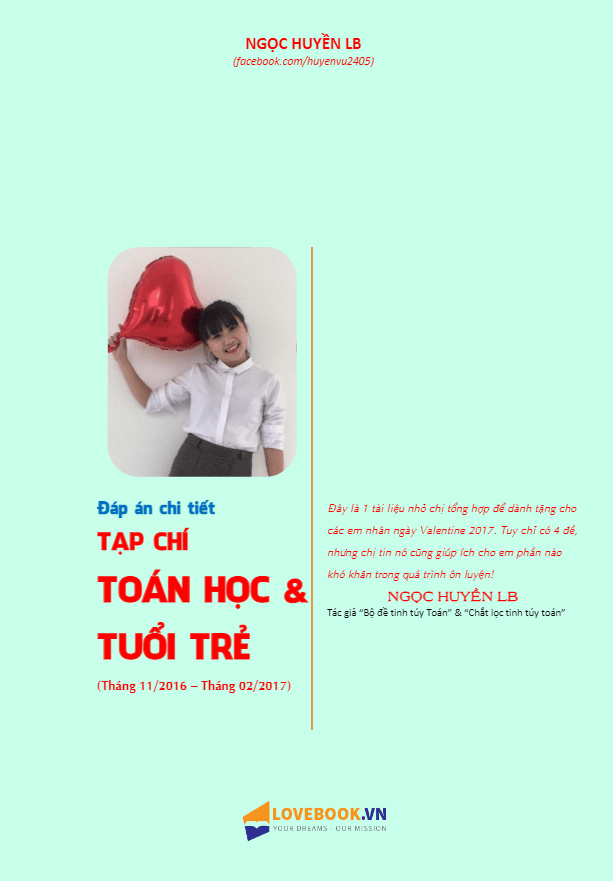 NGỌC HUYỀN LB
(facebook.com/huyenvu2405)
Đáp án chi tiết
TẠP CHÍ
TOÁN HỌC &
TUỔI TRẺ
(Tháng 11/2016 – Tháng 02/2017)
Đây là 1 tài liệu nhỏ chị tổng hợp để dành tặng cho
các em nhân ngày Valentine 2017. Tuy chỉ có 4 đề,
nhưng chị tin nó cũng giúp ích cho em phần nào
khó khăn trong quá trình ôn luyện!
NGỌC HUYỀN LB
Tác giả “Bộ đề tinh túy Toán” & “Chắt lọc tinh túy toán”
LOVEBOOK.VN
YOUR DREAMS - OUR MISSION